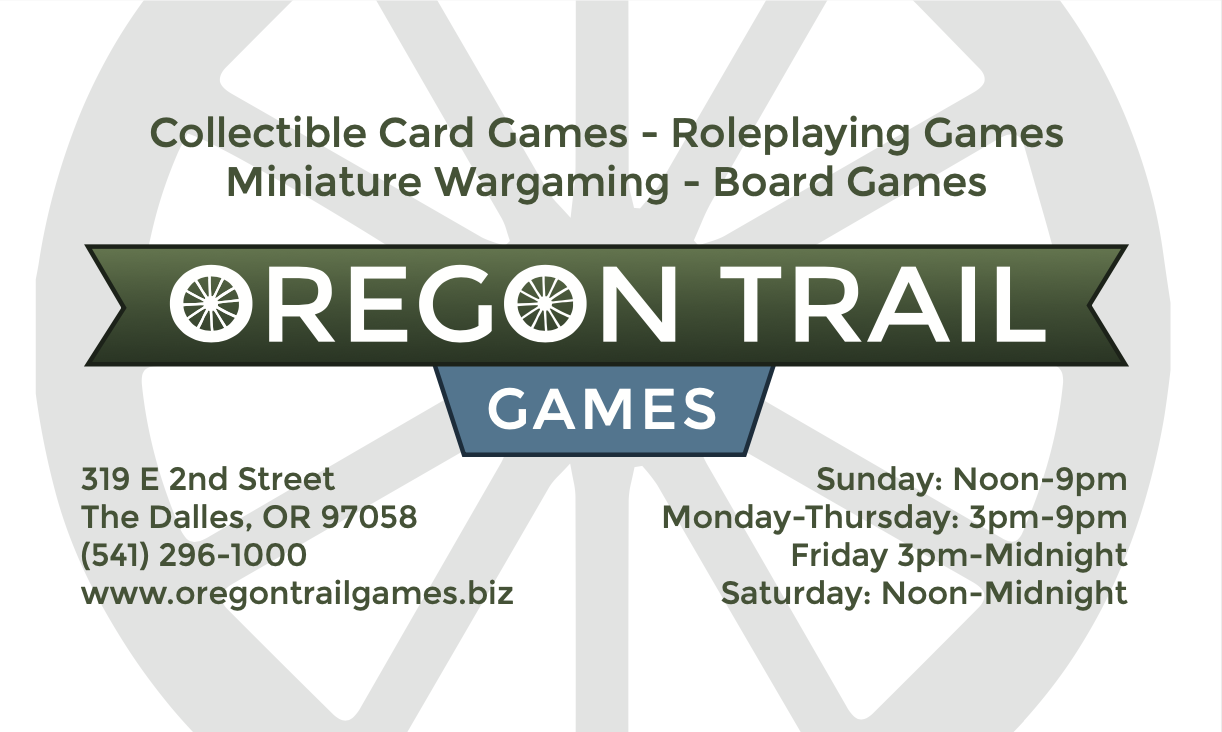 Collectible Card Games - Roleplaying Games
Miniature Wargaming - Board Games
OREGON TRAIL
GAMES
319 E 2nd Street
The Dalles, OR 97058
(541) 296-1000
www.oregontrailgames.biz
Sunday: Noon-9pm
Monday-Thursday: 3pm-9pm
Friday 3pm-Midnight
Saturday: Noon-Midnight